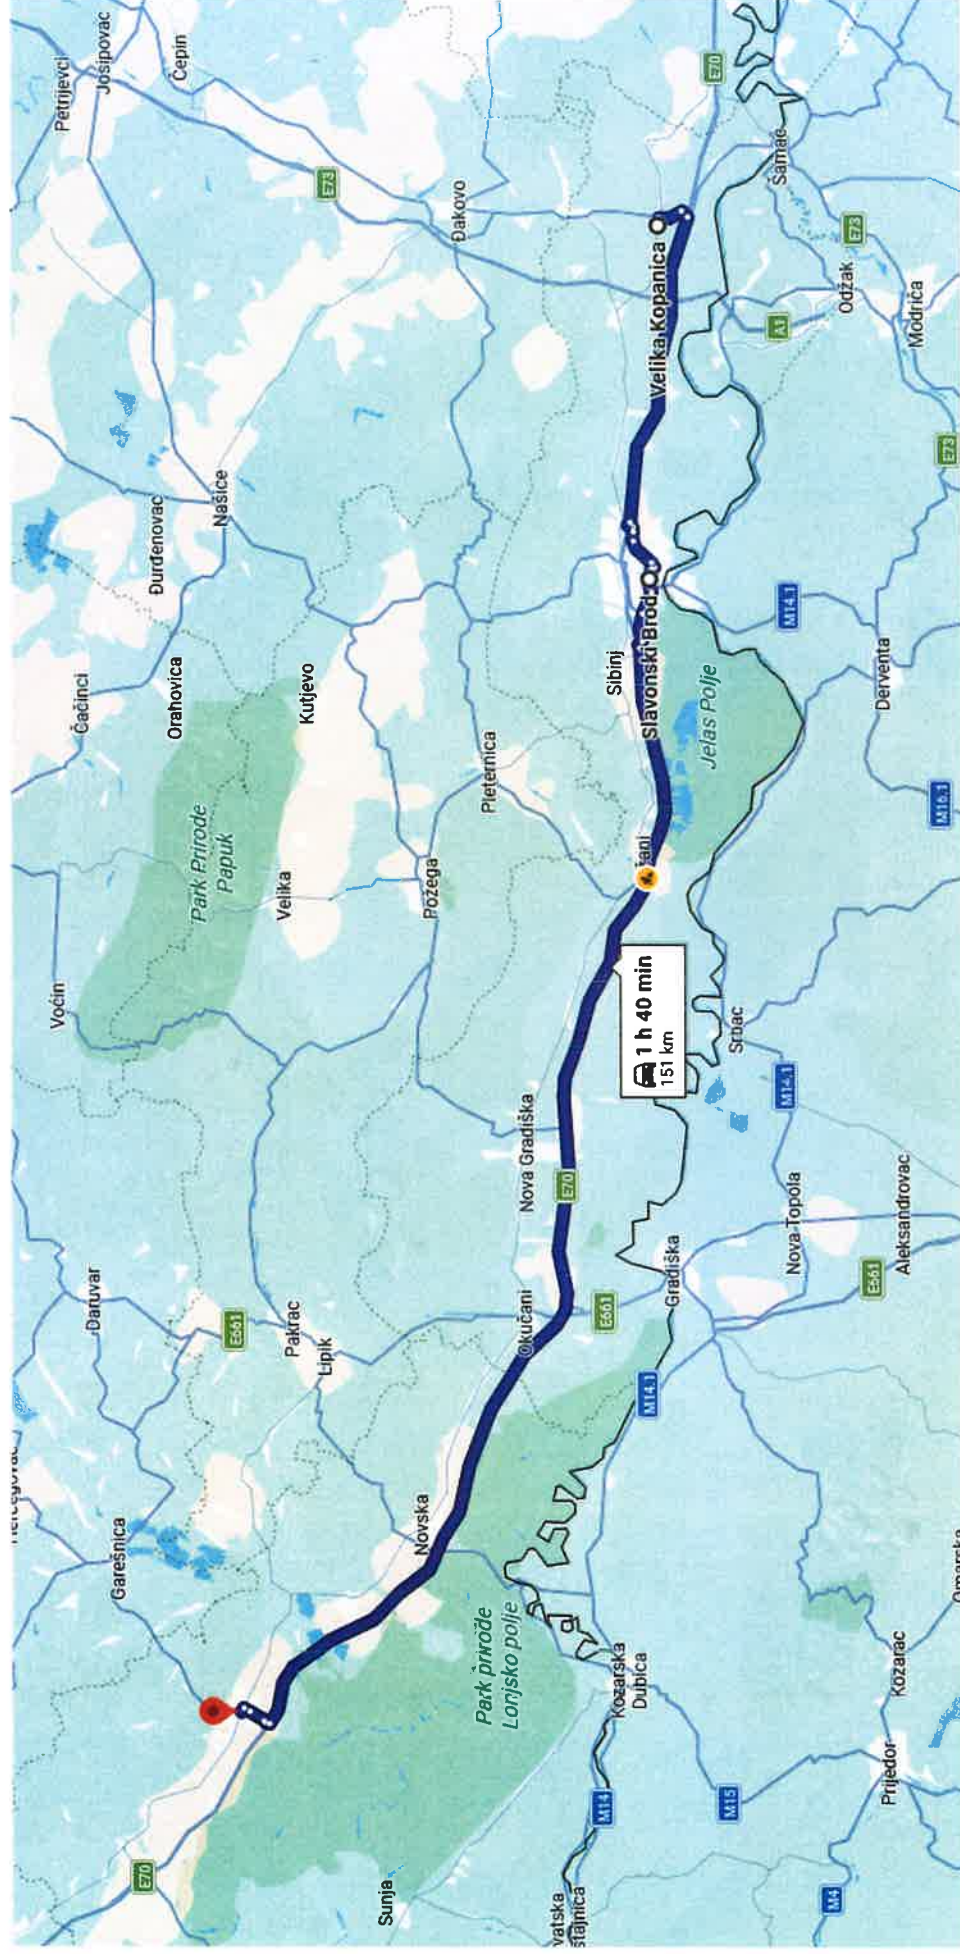 Petrijevci
Josipovac
Čepin
E73
Đakovo
E70
Šamac
E73
Odžak
Modriča
A1
E73
Velika Kopanica
Našice
Đurđenovac
Čačinci
Orahovica
Kutjevo
Park Prirode
Papuk
Velika
Voćin
Požega
Pleternica
Sibinj
Slavonski Brod
Jelas Polje
M14.1
Derventa
M16.1
1 h 40 min
151 km
Srbac
M14.1
Nova Gradiška
E70
Nova Topola
Aleksandrovac
E661
Gradiška
E661
Okučani
M14.1
Daruvar
E661
Pakrac
Lipik
Garešnica
Novska
Park prirode
Lonjsko polje
Kozarska
Dubica
Kozarac
Omarska
Prijedor
M15
M14
M4
Sunja
E70